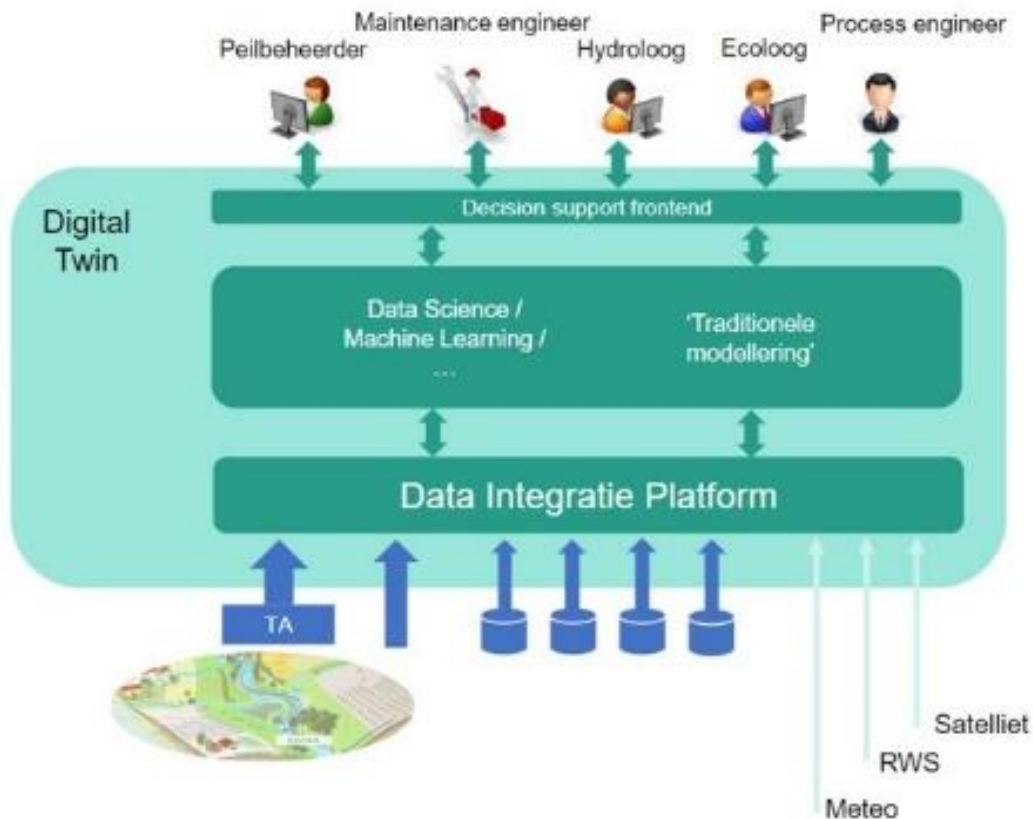 Maintenance engineer
Process engineer
Peilbeheerder
Hydroloog
Ecoloog
Digital
Twin
Decision support frontend
Data Science /
Machine Learning /
...
'Traditionele
modellering'
Data Integratie Platform
TA
Satelliet
RWS
Meteo